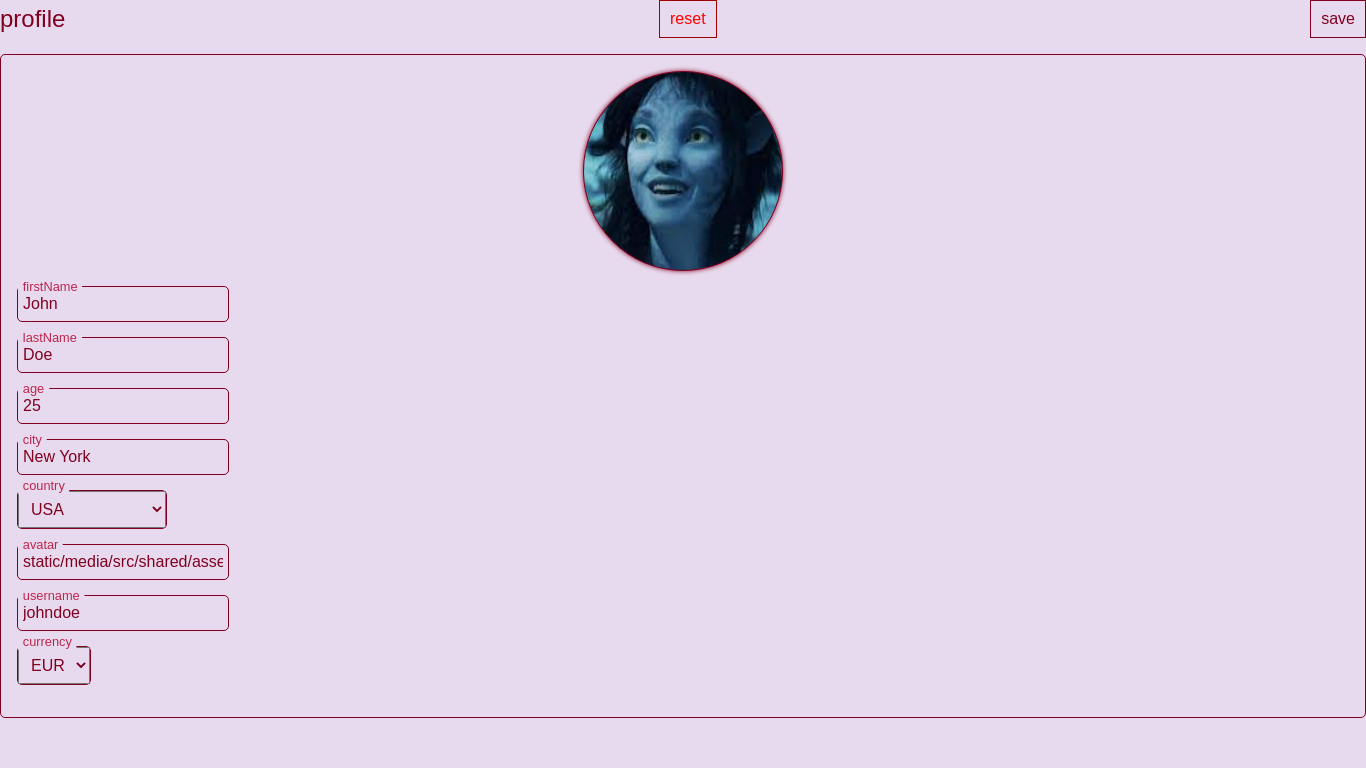 profile
reset
save
firstName
John
lastName
Doe
age
25
city
New York
country
USA
avatar
static/media/src/shared/asse
username
johndoe
currency
EUR